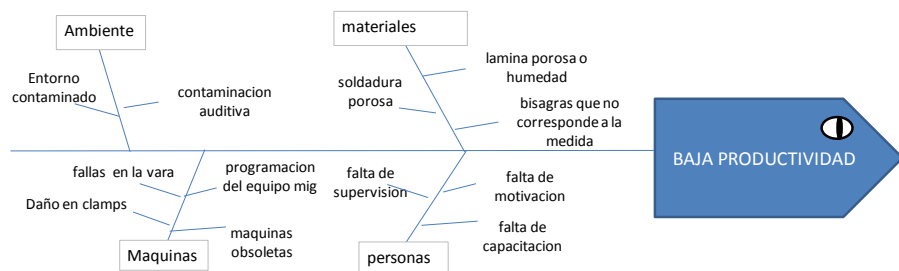 Ambiente
materiales
Entorno
contaminado
contaminacion
auditiva
soldadura
porosa
lamina porosa o
humedad
bisagras que no
corresponde a la
medida
BAJA PRODUCTIVIDAD
fallas en la vara
programacion
del equipo mig
Daño en clamps
maquinas
obsoletas
Maquinas
falta de
supervision
falta de
motivacion
falta de
capacitacion
personas